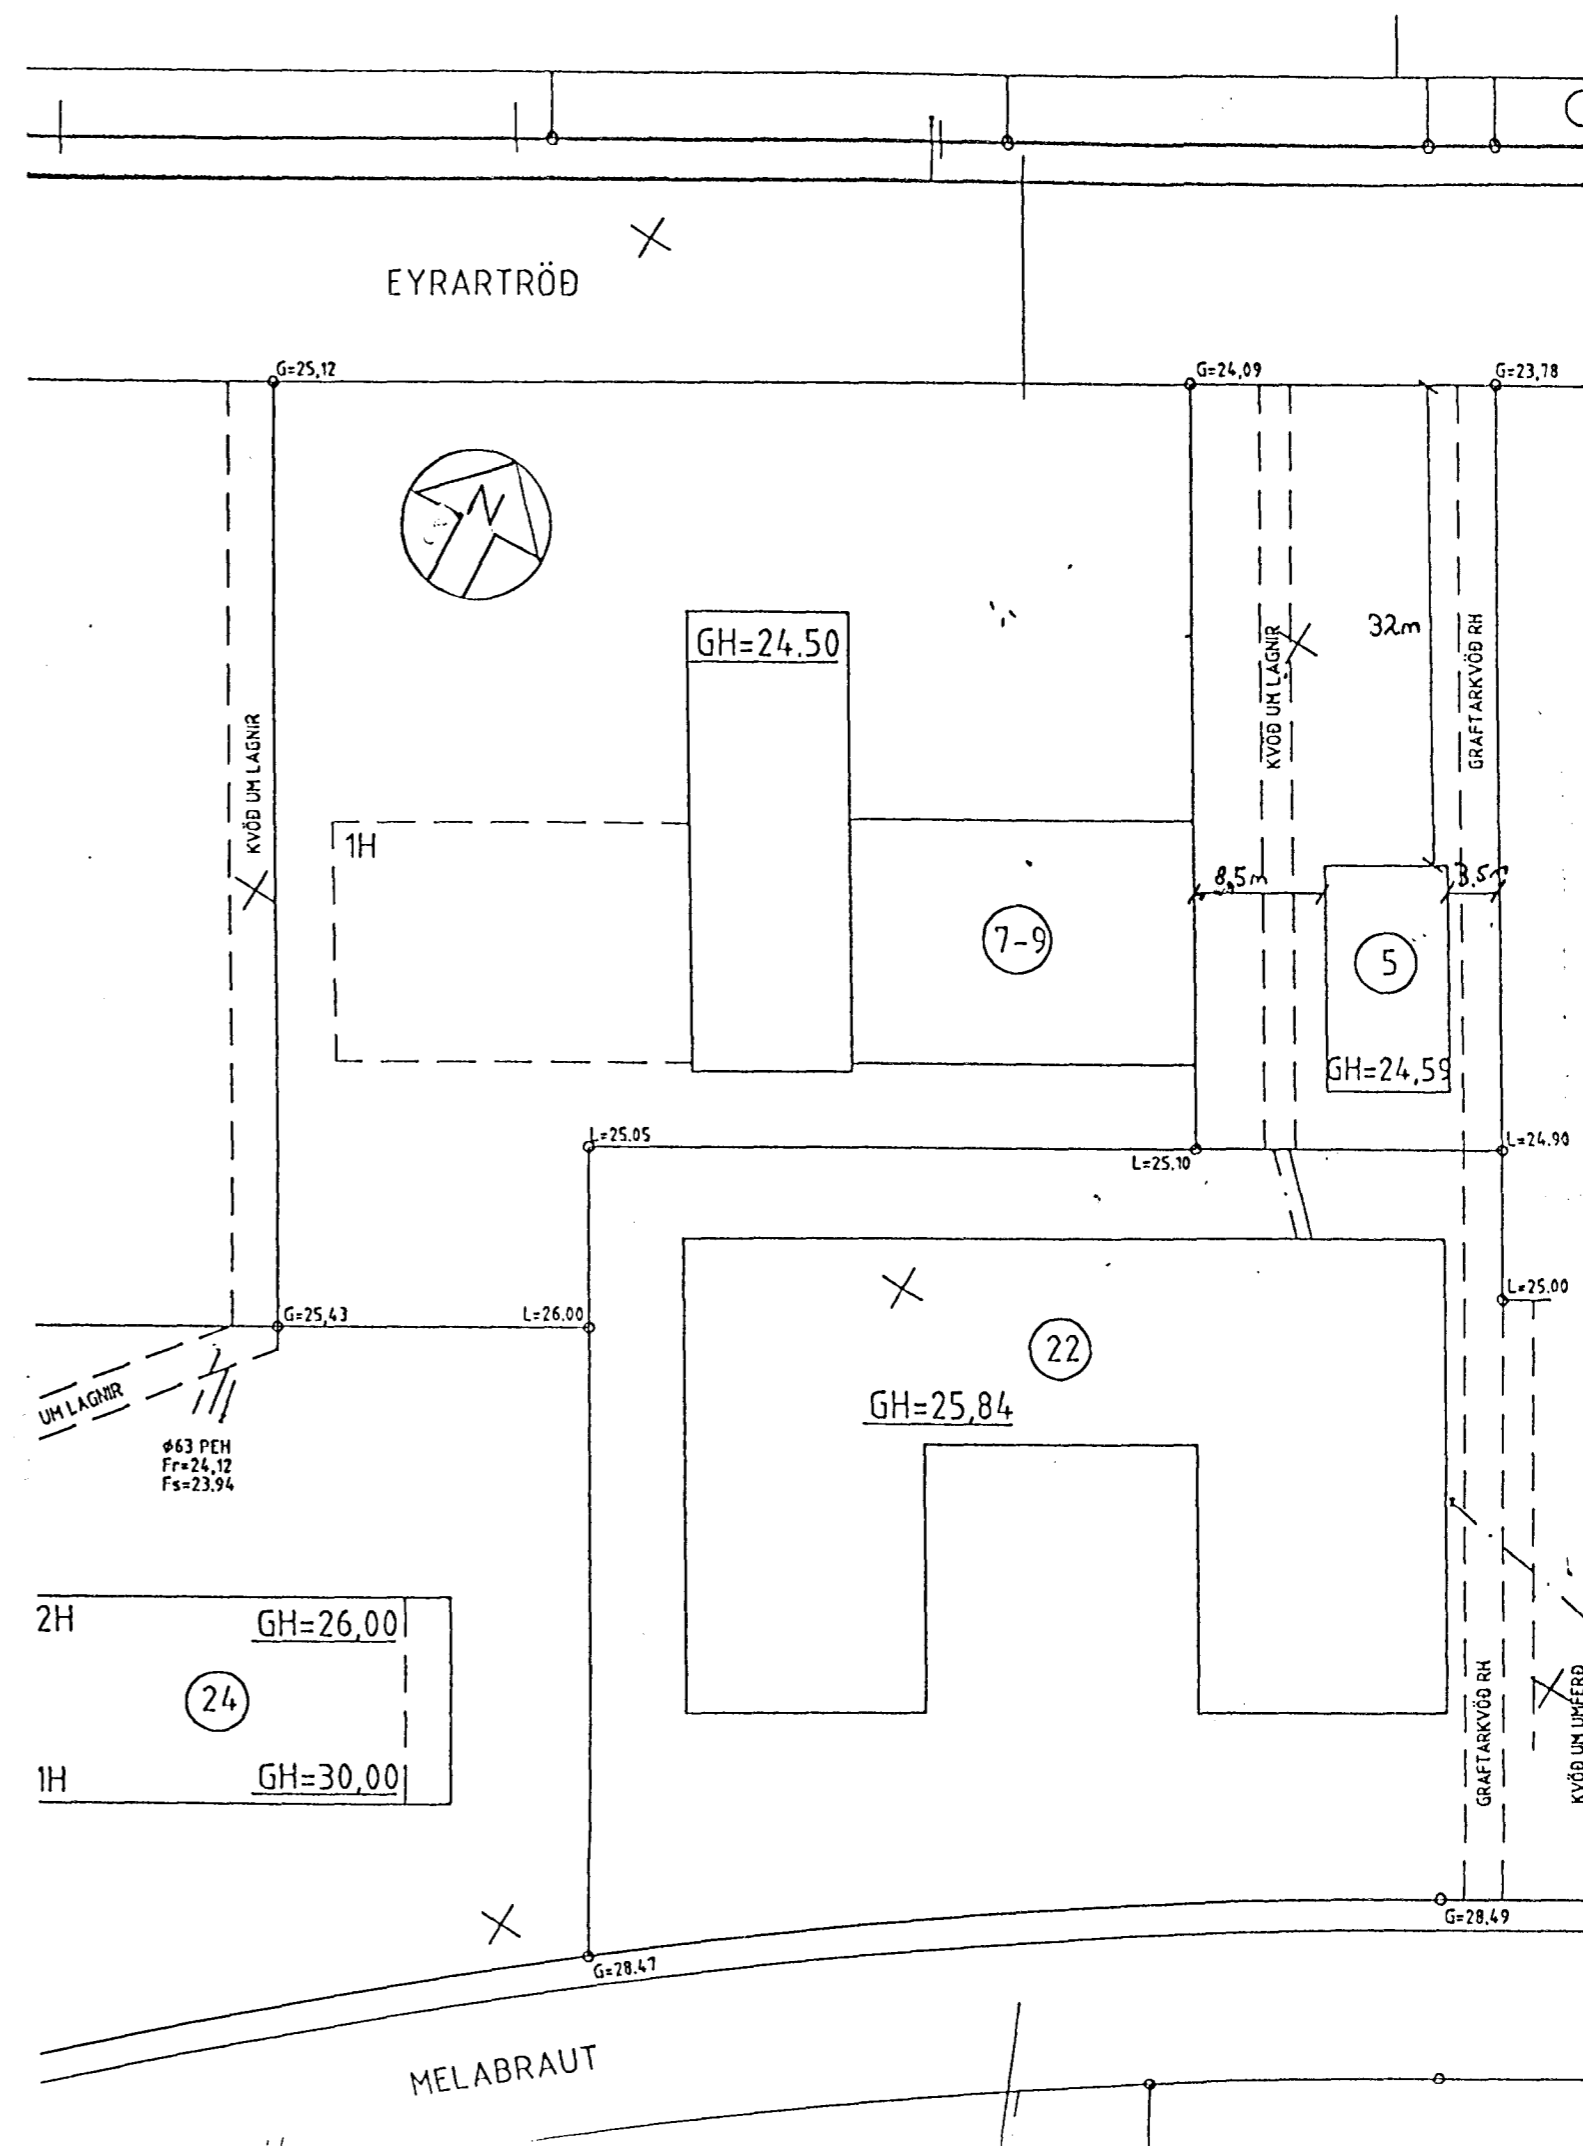 EYRARTRÖÐ
G=25,12
G=24,09
G=23,78
N
GH=24.50
32m
KVÖÐ UM LAGNIR
GRAFTARKVÖÐ RH
KVÖÐ UM LAGNIR
1H
8,5m
3,5
7-9
5
GH=24,59
L=25.05
L=25.10
L=24.90
G=25,43
L=26.00
L=25.00
22
UM LAGNIR
GH=25,84
ø63 PEH
Fr=24,12
Fs=23.94
2H
GH=26,00
24
GRAFTARKVÖÐ RH
KVÖÐ UM UMFERÐ
1H
GH=30,00
G=28,49
G=28.47
MELABRAUT